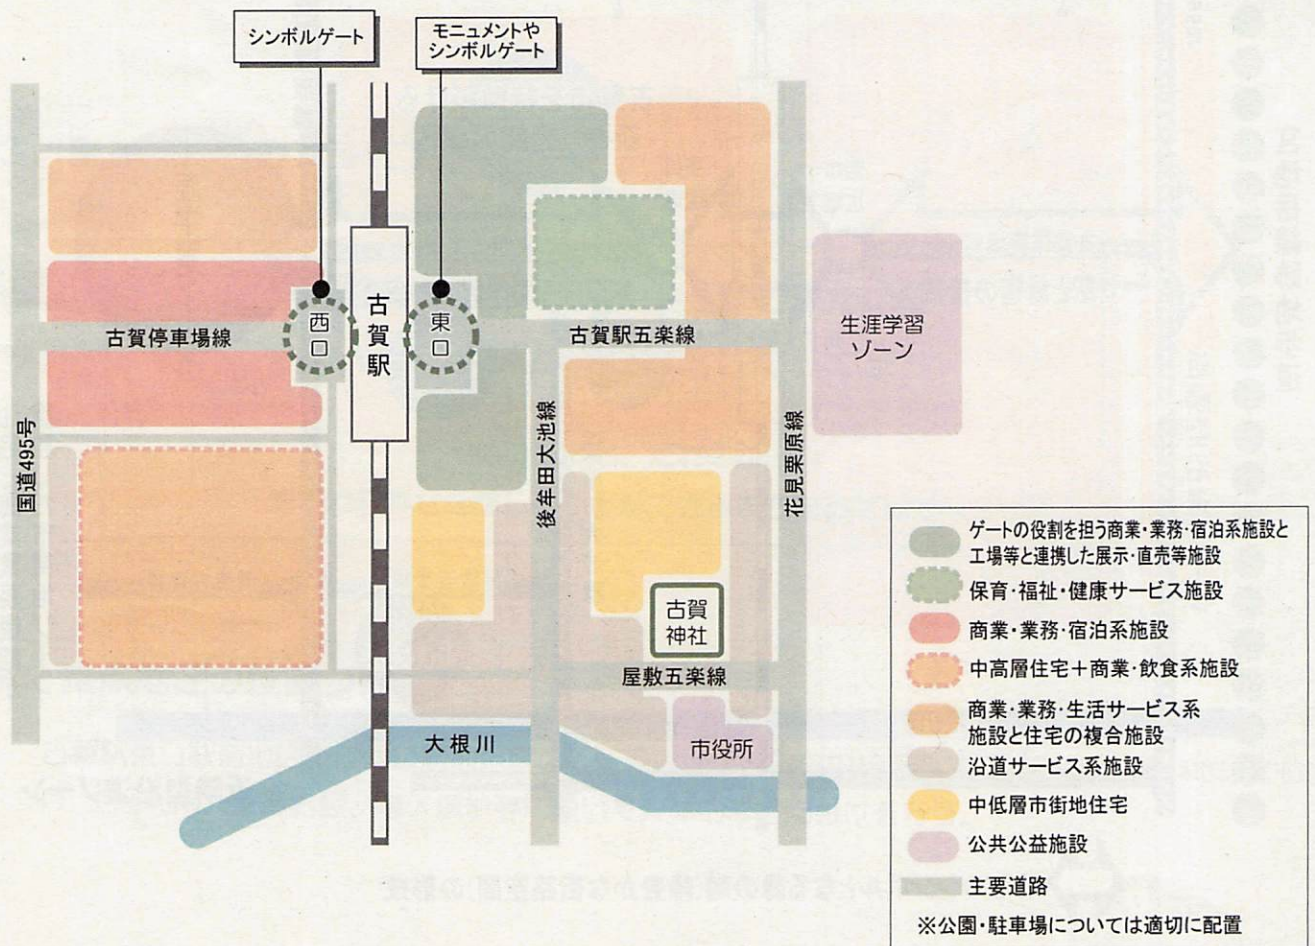 シンボルゲート
モニュメントや
シンボルゲート
古賀停車場線
西口
古賀駅
東口
古賀駅五楽線
生涯学習
ゾーン
国道495号
後牟田大池線
花見栗原線
古賀
神社
屋敷五楽線
大根川
市役所
ゲートの役割を担う商業・業務・宿泊系施設と
工場等と連携した展示・直売等施設
保育・福祉・健康サービス施設
商業・業務・宿泊系施設
中高層住宅＋商業・飲食系施設
商業・業務・生活サービス系
施設と住宅の複合施設
沿道サービス系施設
中低層市街地住宅
公共公益施設
主要道路
※公園・駐車場については適切に配置